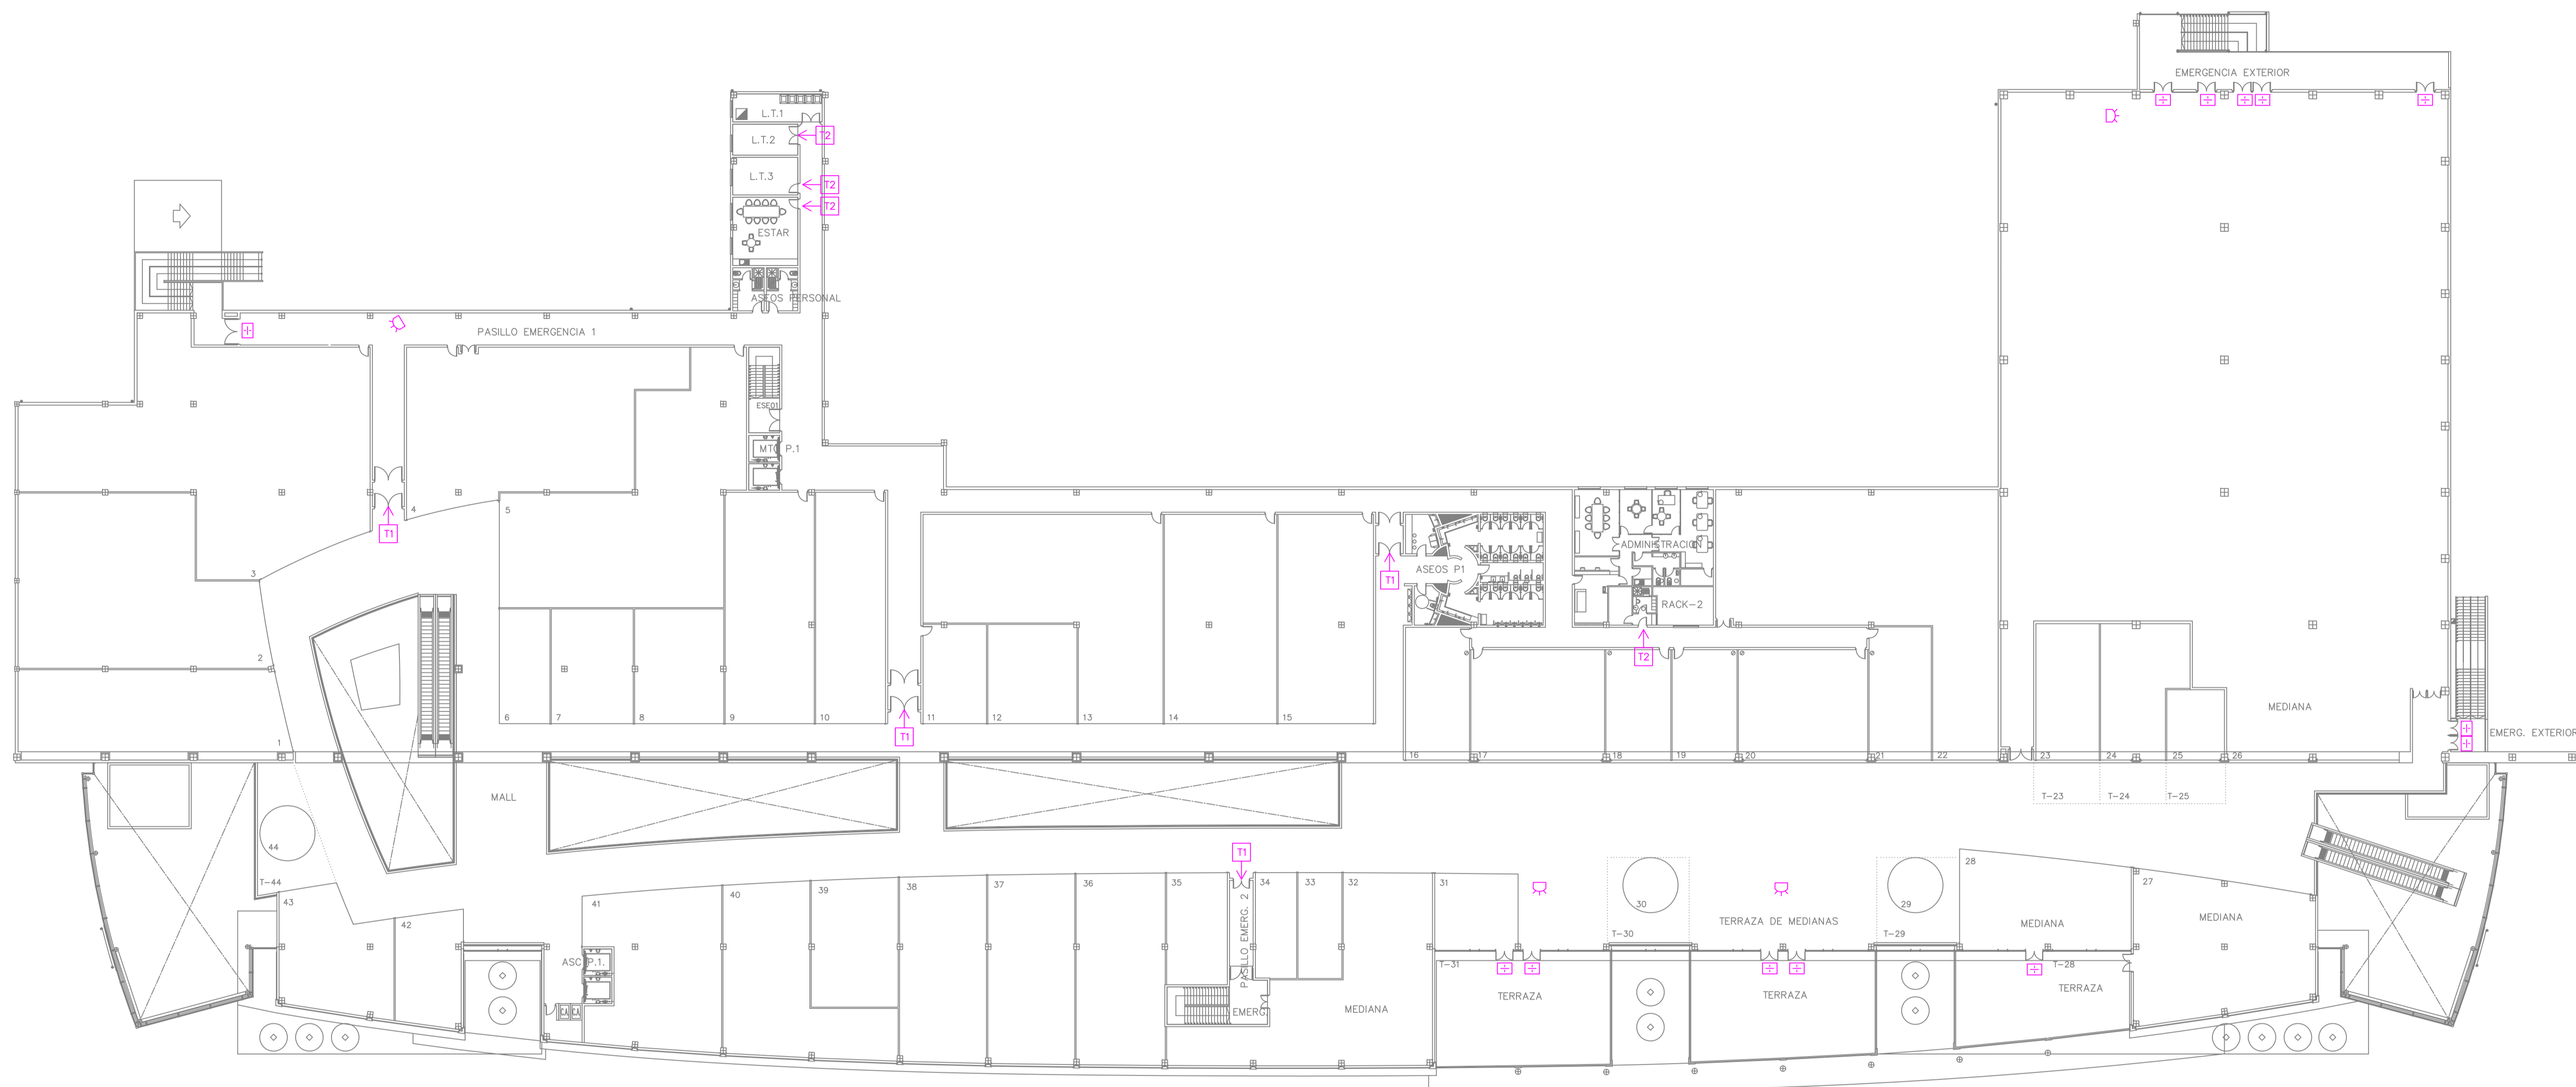 EMERGENCIA EXTERIOR
L.T.1
L.T.2
T2
L.T.3
T2
T2
ESTAR
ASEOS PERSONAL
PASILLO EMERGENCIA 1
ESE01
MTC P.1
4
5
T1
3
2
1
ADMINISTRACION
ASEOS P1
T1
RACK-2
T2
6
7
8
9
10
T1
11
12
13
14
15
16
17
18
19
20
21
22
23
24
25
26
MEDIANA
EMERG. EXTERIOR
MALL
T-23
T-24
T-25
44
T-44
43
42
41
40
39
38
37
36
35
T1
PASILLO EMERG. 2
34
33
32
31
30
T-30
TERRAZA DE MEDIANAS
29
T-29
28
MEDIANA
27
MEDIANA
ASC P.1.
CA
CA
EMERG.
MEDIANA
T-31
TERRAZA
TERRAZA
T-28
TERRAZA